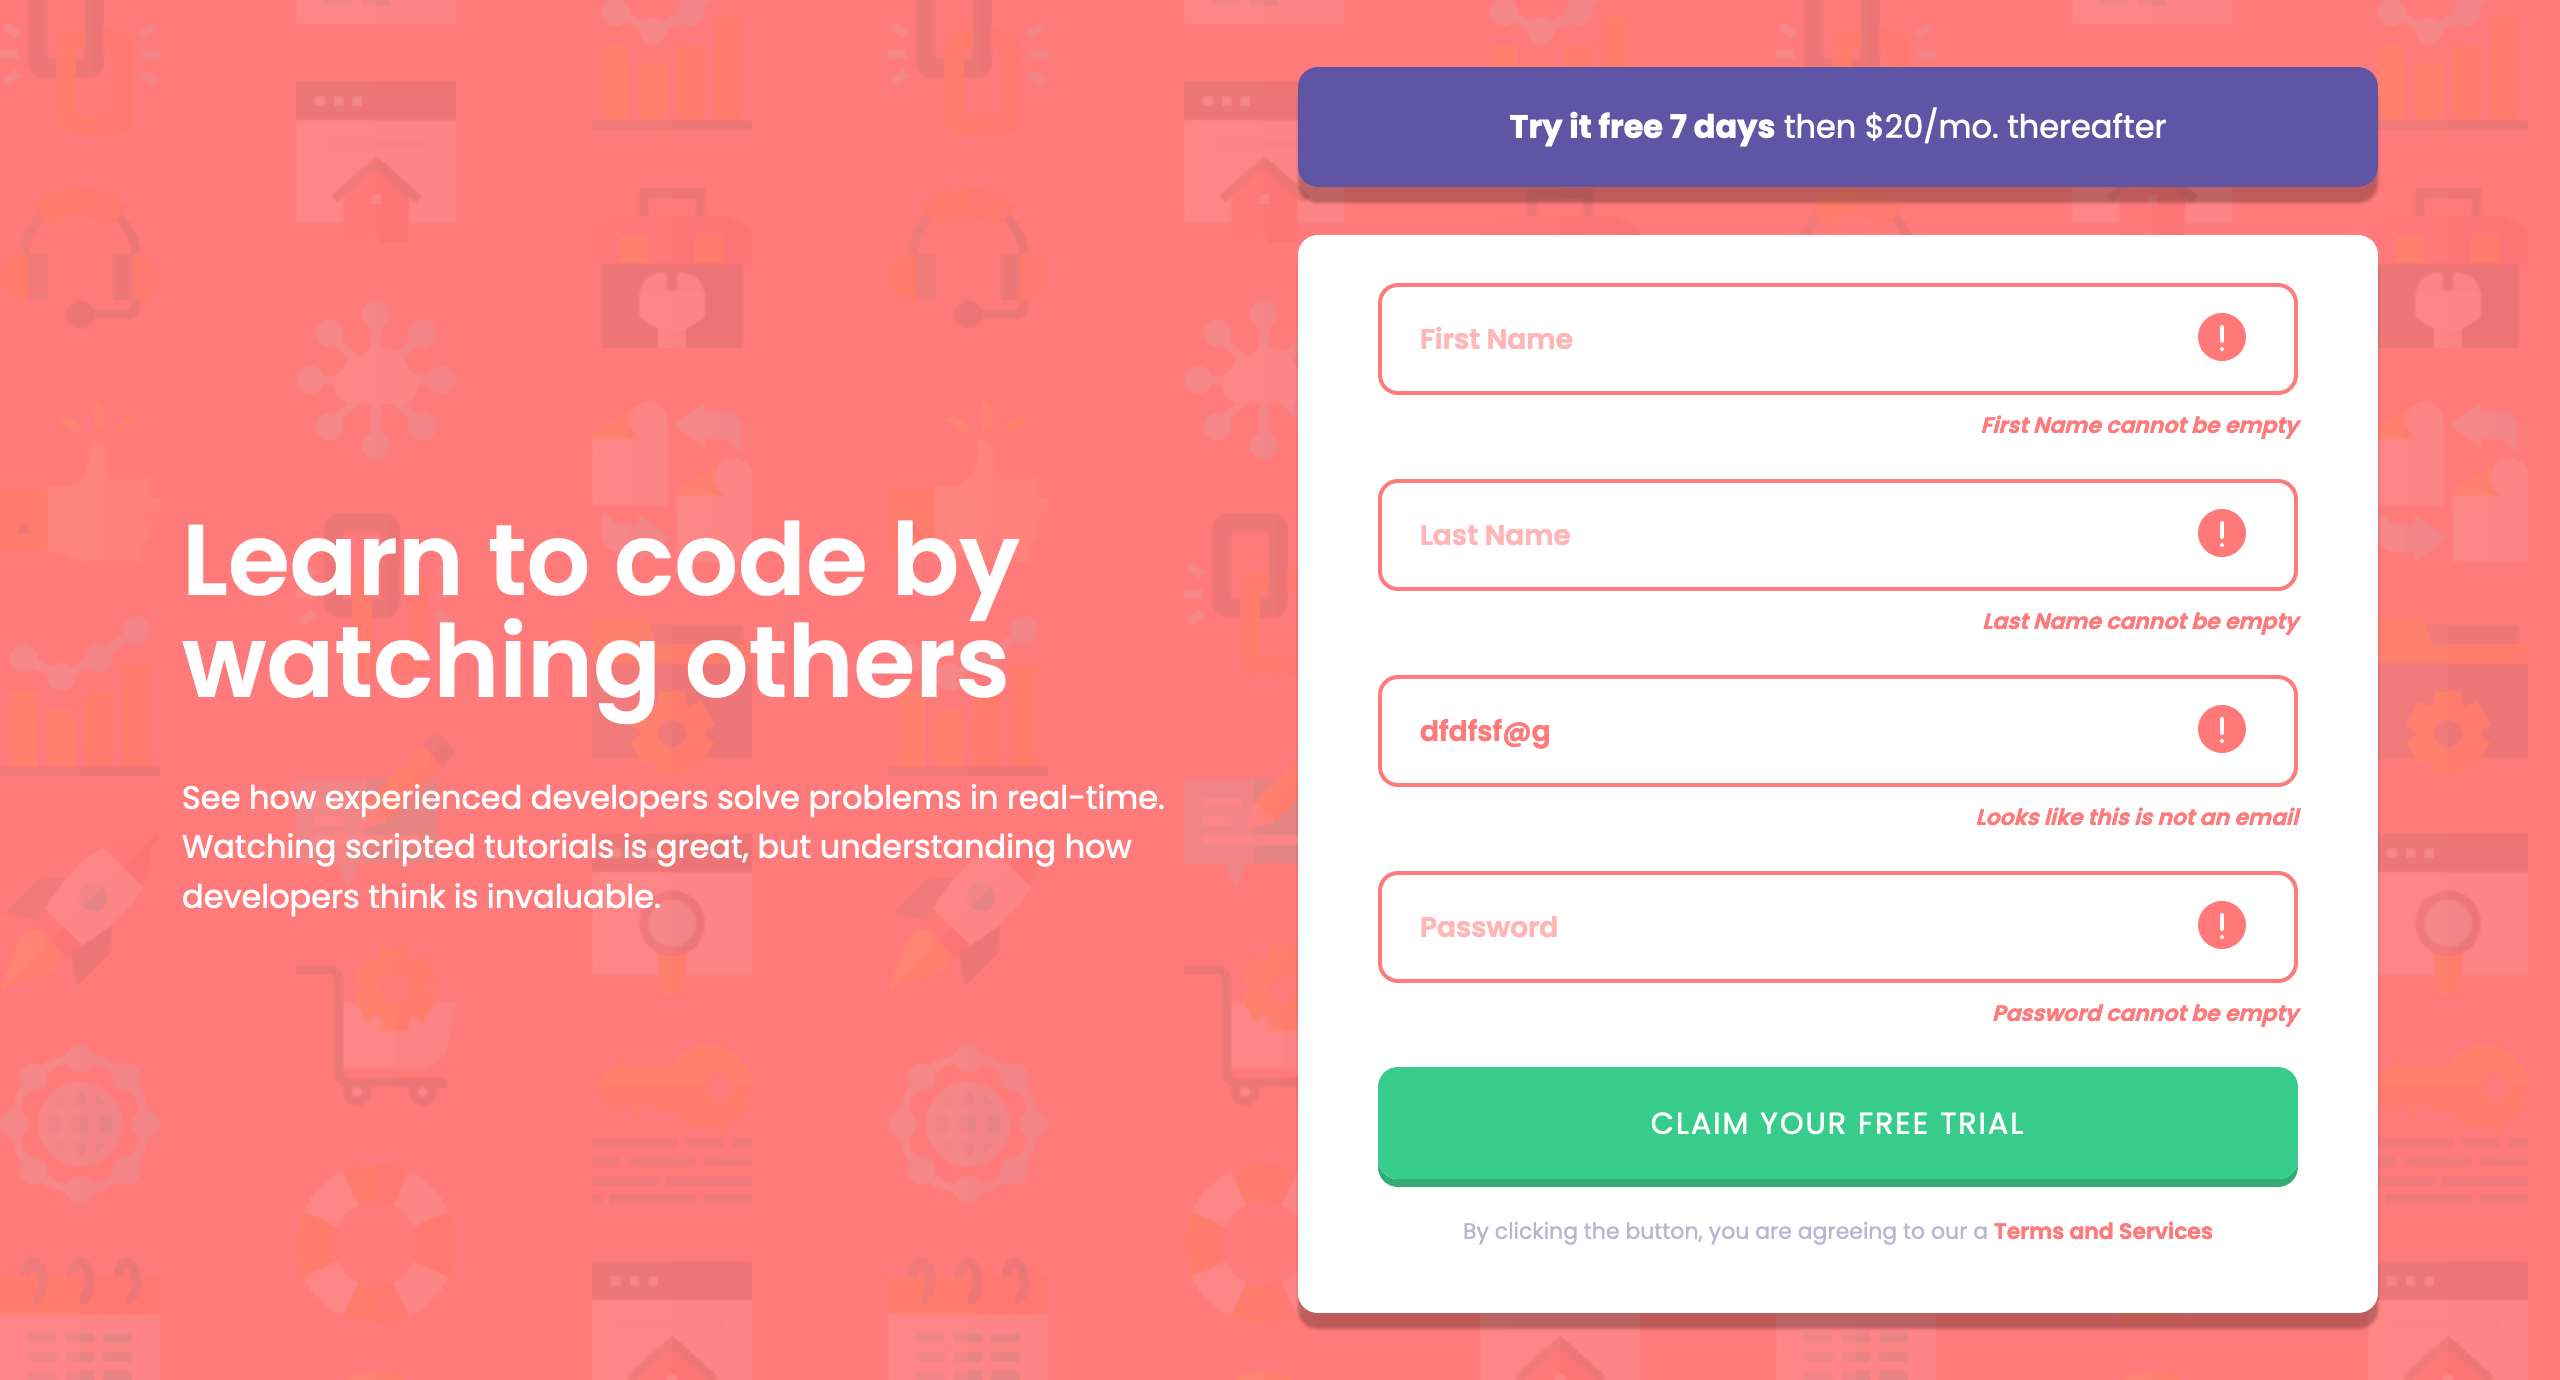 Learn to code by
watching others
See how experienced developers solve problems in real-time.
Watching scripted tutorials is great, but understanding how
developers think is invaluable.
Try it free 7 days then $20/mo. thereafter
First Name
First Name cannot be empty
Last Name
Last Name cannot be empty
dfdfsf@g
Looks like this is not an email
Password
Password cannot be empty
CLAIM YOUR FREE TRIAL
By clicking the button, you are agreeing to our a Terms and Services